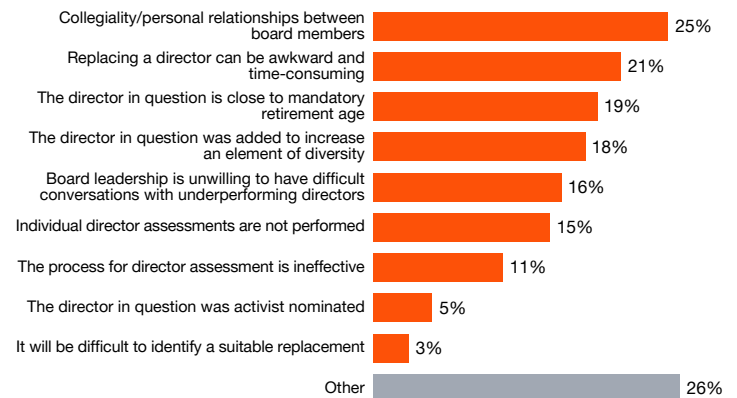 Collegiality/personal relationships between
board members
25%
Replacing a director can be awkward and
time-consuming
21%
The director in question is close to mandatory
retirement age
19%
The director in question was added to increase
an element of diversity
18%
Board leadership is unwilling to have difficult
conversations with underperforming directors
16%
Individual director assessments are not performed
15%
The process for director assessment is ineffective
11%
The director in question was activist nominated
5%
It will be difficult to identify a suitable replacement
3%
Other
26%